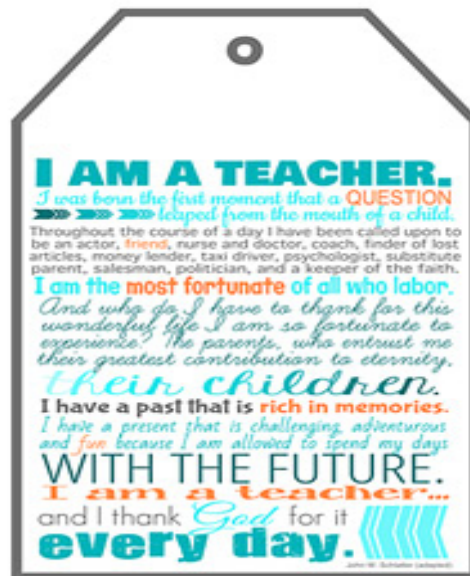 I AM A TEACHER.
I was born the first moment that a QUESTION
leaped from the mouth of a child.
Throughout the course of a day I have been called upon to
be an actor, friend, nurse and doctor, coach, finder of lost
articles, money lender, taxi driver, psychologist, substitute
parent, salesman, politician, and a keeper of the faith.
I am the most fortunate of all who labor.
And who do I have to thank for this
wonderful life I am so fortunate to
experience? The parents, who entrust me
their greatest contribution to eternity,
their children.
I have a past that is rich in memories.
I have a present that is challenging, adventurous
and fun because I am allowed to spend my days
WITH THE FUTURE.
I am a teacher...
and I thank God for it
every day.
John W. Schlatter (adapted)